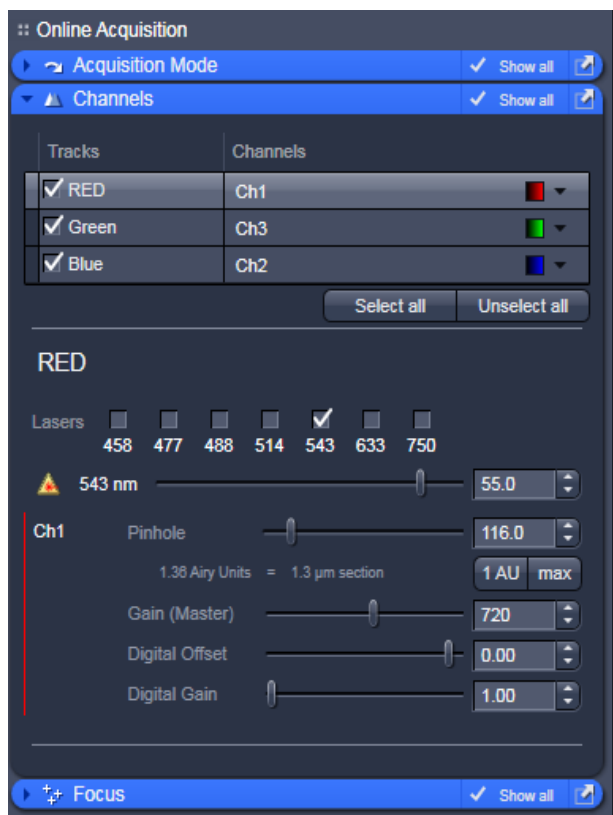 Online Acquisition
Acquisition Mode Show all
Channels Show all
Tracks Channels
RED Ch1
Green Ch3
Blue Ch2
Select all Unselect all
RED
Lasers
458 477 488 514 543 633 750
543 nm 55.0
Ch1 Pinhole 116.0
1.36 Airy Units = 1.3 µm section 1 AU max
Gain (Master) 720
Digital Offset 0.00
Digital Gain 1.00
Focus Show all